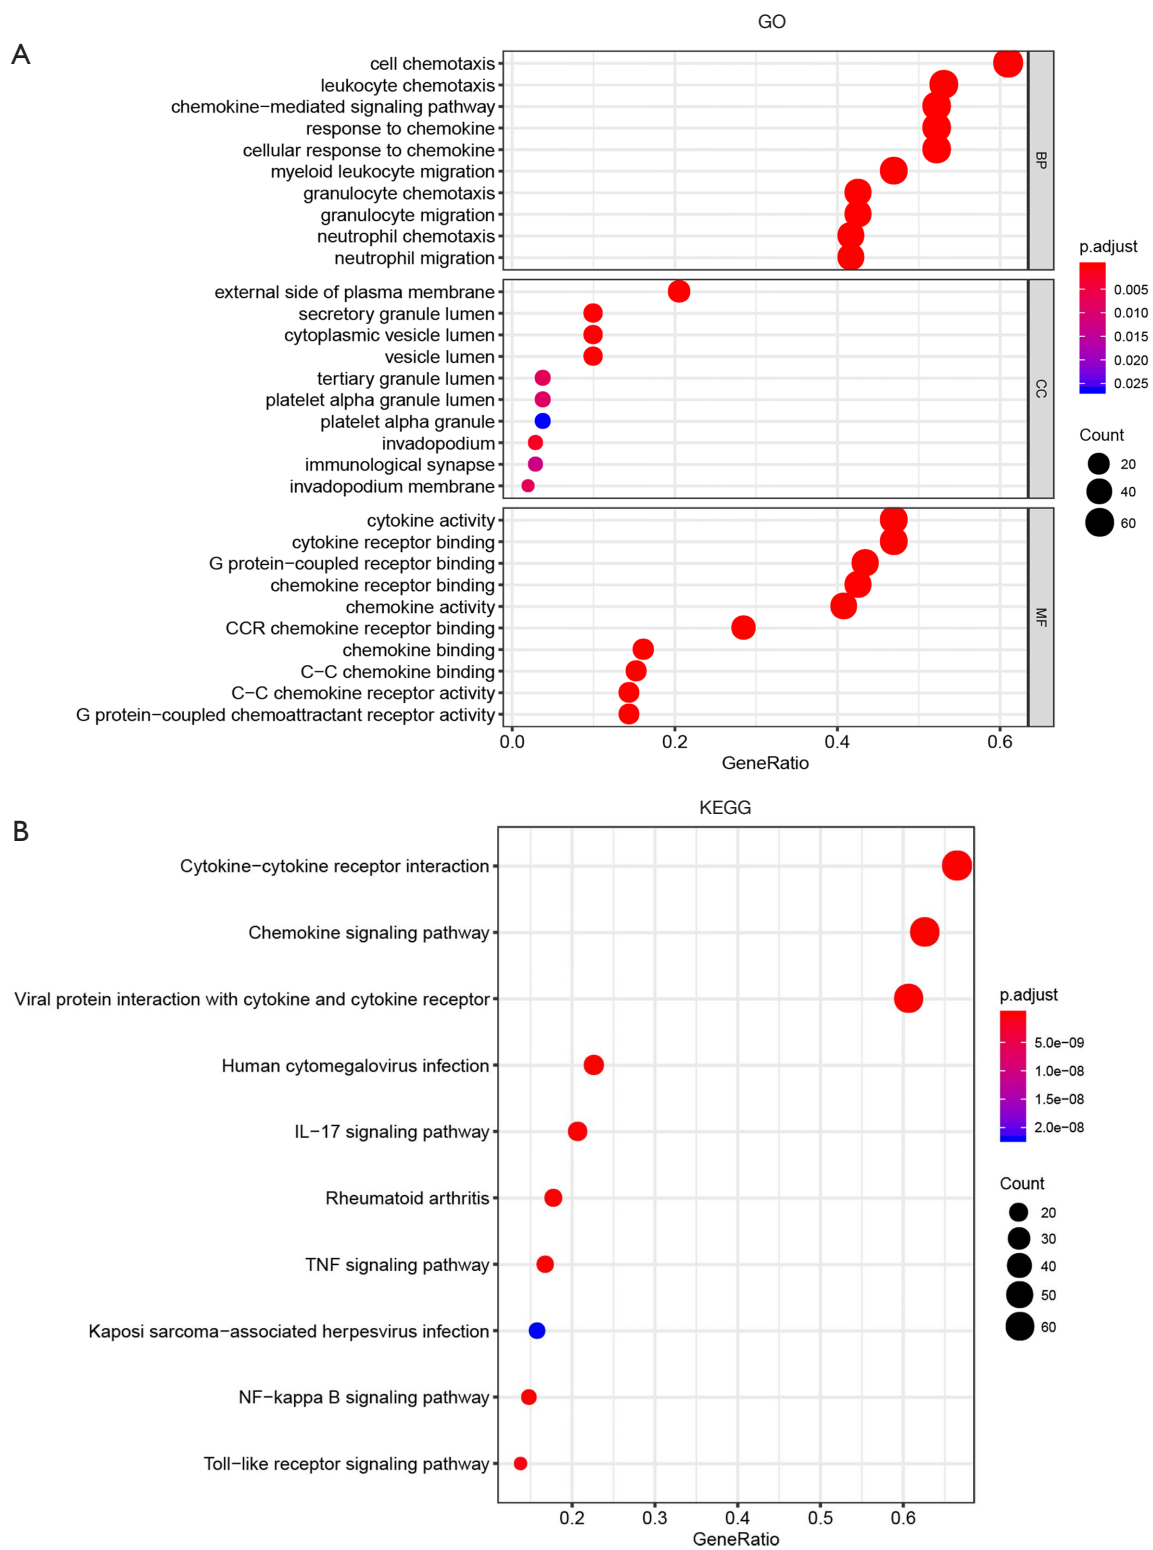 GO
A
cell chemotaxis
leukocyte chemotaxis
chemokine−mediated signaling pathway
response to chemokine
cellular response to chemokine
myeloid leukocyte migration
granulocyte chemotaxis
granulocyte migration
neutrophil chemotaxis
neutrophil migration
BP
external side of plasma membrane
secretory granule lumen
cytoplasmic vesicle lumen
vesicle lumen
tertiary granule lumen
platelet alpha granule lumen
platelet alpha granule
invadopodium
immunological synapse
invadopodium membrane
CC
cytokine activity
cytokine receptor binding
G protein−coupled receptor binding
chemokine receptor binding
chemokine activity
CCR chemokine receptor binding
chemokine binding
C−C chemokine binding
C−C chemokine receptor activity
G protein−coupled chemoattractant receptor activity
MF
0.0 0.2 0.4 0.6
GeneRatio
p.adjust
0.005
0.010
0.015
0.020
0.025
Count
20
40
60
KEGG
B
Cytokine−cytokine receptor interaction
Chemokine signaling pathway
Viral protein interaction with cytokine and cytokine receptor
Human cytomegalovirus infection
IL−17 signaling pathway
Rheumatoid arthritis
TNF signaling pathway
Kaposi sarcoma−associated herpesvirus infection
NF−kappa B signaling pathway
Toll−like receptor signaling pathway
0.2 0.3 0.4 0.5 0.6
GeneRatio
p.adjust
5.0e−09
1.0e−08
1.5e−08
2.0e−08
Count
20
30
40
50
60